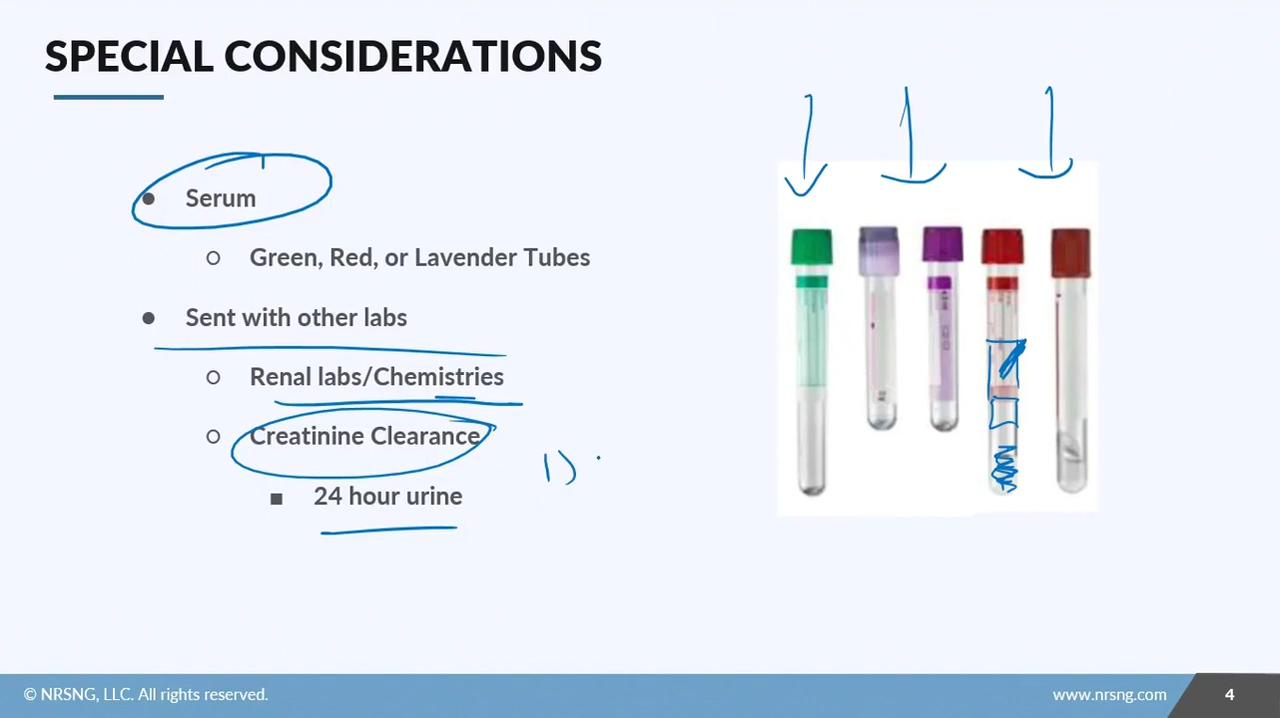 SPECIAL CONSIDERATIONS
● Serum
○ Green, Red, or Lavender Tubes
● Sent with other labs
○ Renal labs/Chemistries
○ Creatinine Clearance
1)
■ 24 hour urine
© NRSNG, LLC. All rights reserved.
www.nrsng.com
4